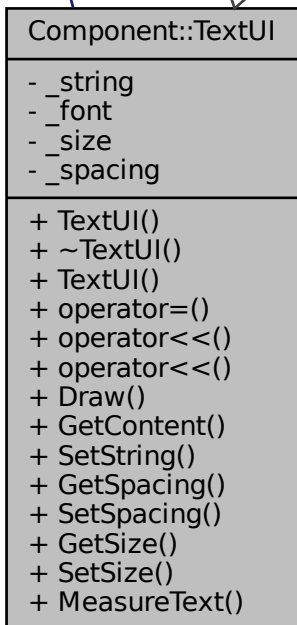 Component::TextUI
- _string
- _font
- _size
- _spacing
+ TextUI()
+ ~TextUI()
+ TextUI()
+ operator=()
+ operator<<()
+ operator<<()
+ Draw()
+ GetContent()
+ SetString()
+ GetSpacing()
+ SetSpacing()
+ GetSize()
+ SetSize()
+ MeasureText()